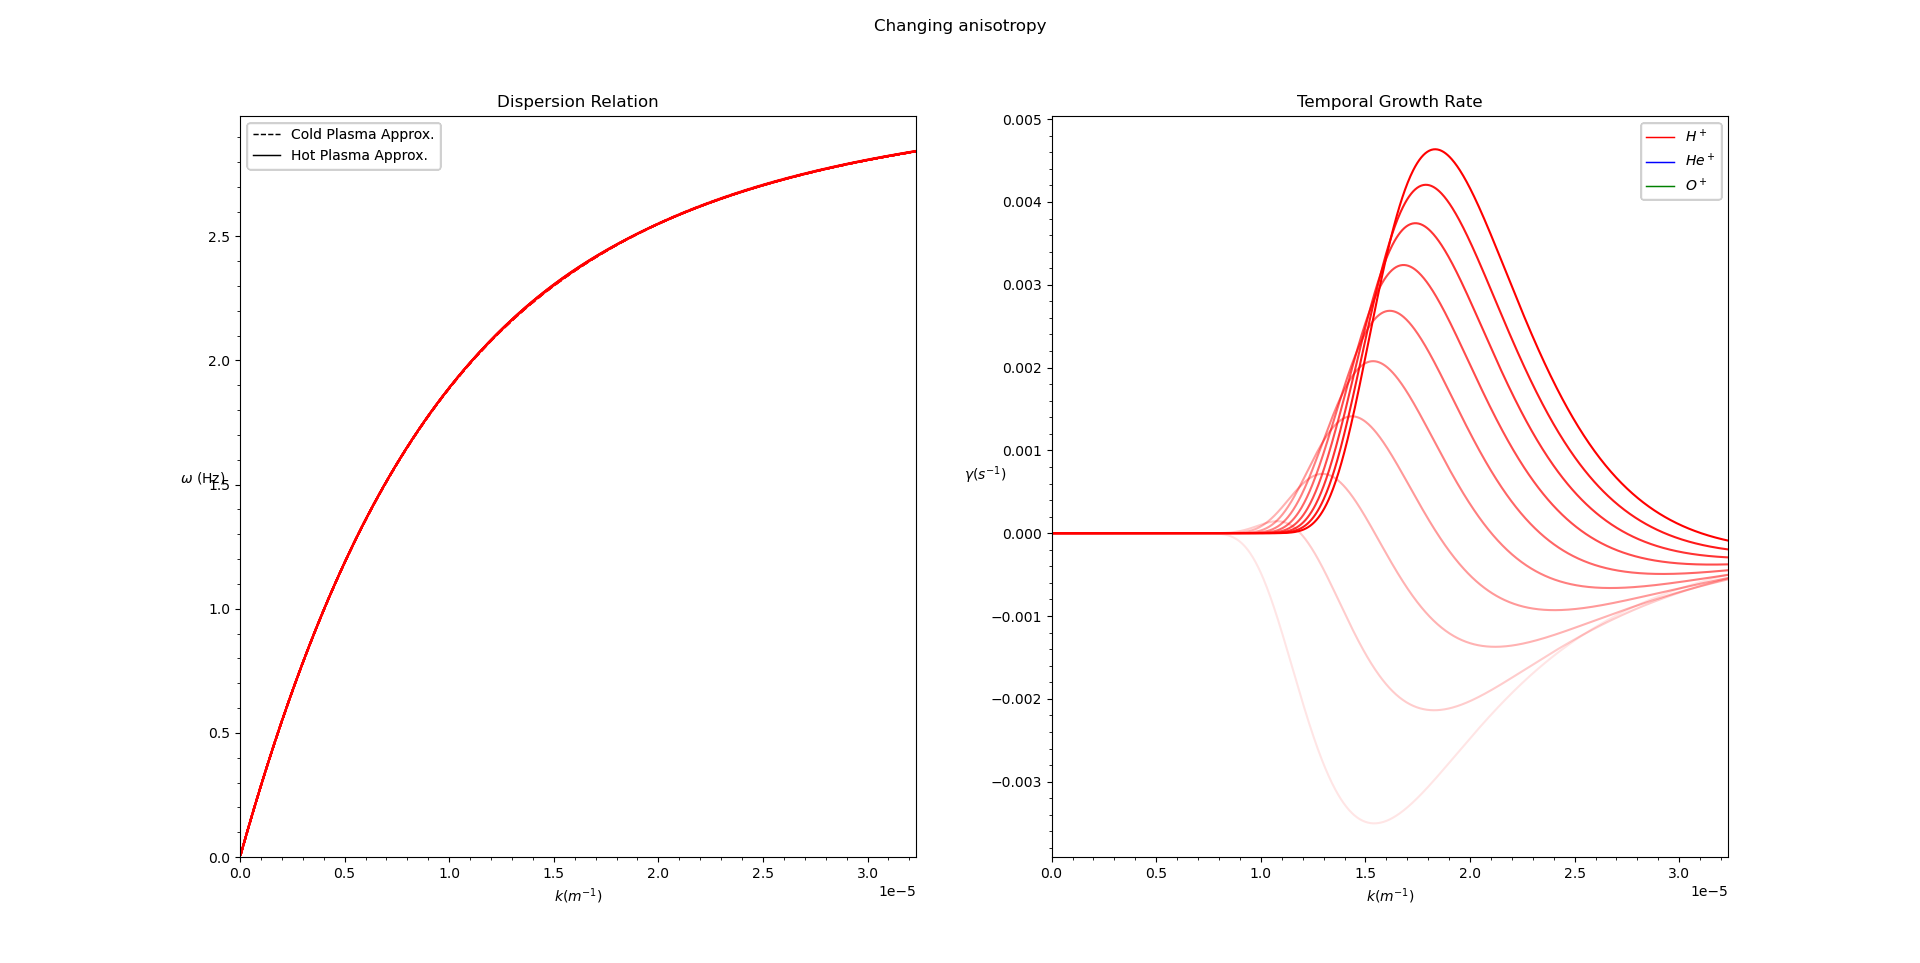 Changing anisotropy
Dispersion Relation
Cold Plasma Approx.
Hot Plasma Approx.
2.5
2.0
ω (Hz)
1.5
1.0
0.5
0.0
0.0 0.5 1.0 1.5 2.0 2.5 3.0
1e−5
k(m⁻¹)
Temporal Growth Rate
H⁺
He⁺
O⁺
0.005
0.004
0.003
0.002
0.001
γ(s⁻¹)
0.000
−0.001
−0.002
−0.003
0.0 0.5 1.0 1.5 2.0 2.5 3.0
1e−5
k(m⁻¹)